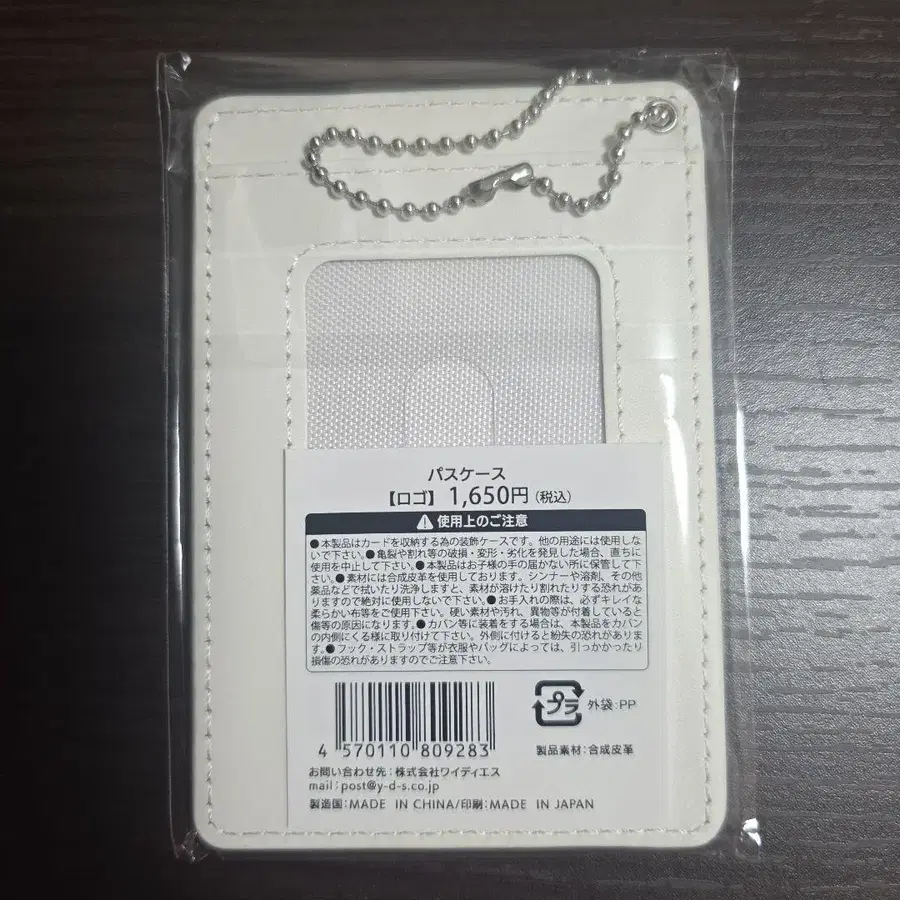 パスケース
【ロゴ】 1,650円(税込)
⚠ 使用上のご注意
●本製品はカードを収納する為の装飾ケースです。他の用途には使用しな
いで下さい。●亀裂や割れ等の破損・変形・劣化を発見した場合、直ちに
使用を中止して下さい。●本製品はお子様の手の届かない所に保管して下
さい。●素材には合成皮革を使用しております。シンナーや溶剤、その他
薬品などで拭いたり洗浄しますと、素材が溶けたり割れたりする恐れがあ
りますので絶対に使用しないで下さい。●お手入れの際は、必ずキレイな
柔らかい布等をご使用下さい。硬い素材や汚れ、異物等が付着していると
傷等の原因になります。●カバン等に装着をする場合は、本製品をカバン
の内側にくる様に取り付けて下さい。外側に付けると紛失の恐れがありま
す。●フック・ストラップ等が衣服やバッグによっては、引っかかったり
損傷の恐れがありますのでご注意下さい。
4 570110 809283
プラ 外袋:PP
製品素材:合成皮革
お問い合わせ先:株式会社ワイディエス
mail:post@y-d-s.co.jp
製造国:MADE IN CHINA/印刷:MADE IN JAPAN